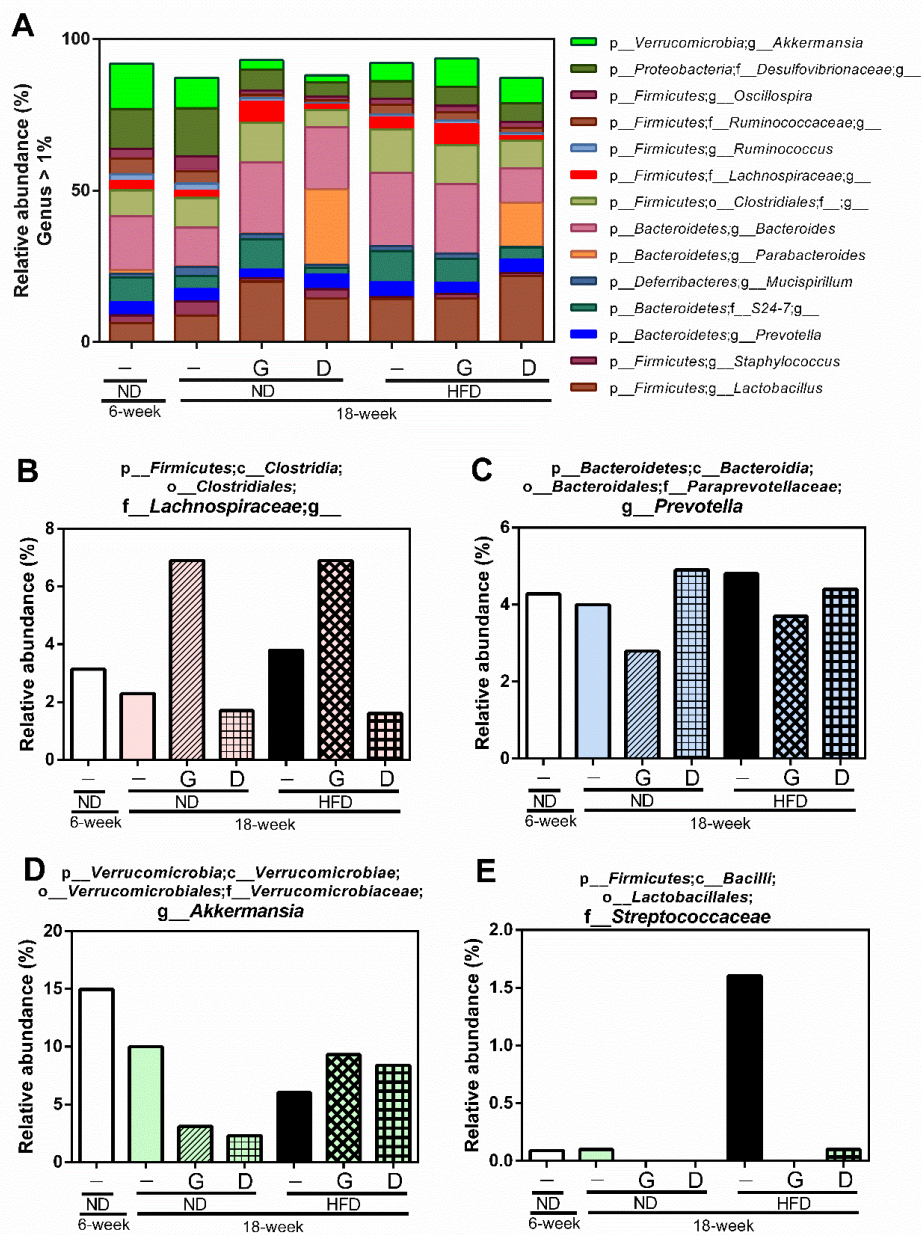 A
Relative abundance (%)
Genus > 1%
100
50
0
p__Verrucomicrobia;g__Akkermansia
p__Proteobacteria;f__Desulfovibrionaceae;g__
p__Firmicutes;g__Oscillospira
p__Firmicutes;f__Ruminococcaceae;g__
p__Firmicutes;g__Ruminococcus
p__Firmicutes;f__Lachnospiraceae;g__
p__Firmicutes;o__Clostridiales;f__;g__
p__Bacteroidetes;g__Bacteroides
p__Bacteroidetes;g__Parabacteroides
p__Deferribacteres;g__Mucispirillum
p__Bacteroidetes;f__S24-7;g__
p__Bacteroidetes;g__Prevotella
p__Firmicutes;g__Staphylococcus
p__Firmicutes;g__Lactobacillus
– – G D – G D
ND ND HFD
6-week 18-week
B
p__Firmicutes;c__Clostridia;
o__Clostridiales;
f__Lachnospiraceae;g__
Relative abundance (%)
8
6
4
2
0
– – G D – G D
ND ND HFD
6-week 18-week
C
p__Bacteroidetes;c__Bacteroidia;
o__Bacteroidales;f__Paraprevotellaceae;
g__Prevotella
Relative abundance (%)
6
4
2
0
– – G D – G D
ND ND HFD
6-week 18-week
D
p__Verrucomicrobia;c__Verrucomicrobiae;
o__Verrucomicrobiales;f__Verrucomicrobiaceae;
g__Akkermansia
Relative abundance (%)
20
15
10
5
0
– – G D – G D
ND ND HFD
6-week 18-week
E
p__Firmicutes;c__Bacilli;
o__Lactobacillales;
f__Streptococcaceae
Relative abundance (%)
2.0
1.5
1.0
0.5
0.0
– – G D – G D
ND ND HFD
6-week 18-week